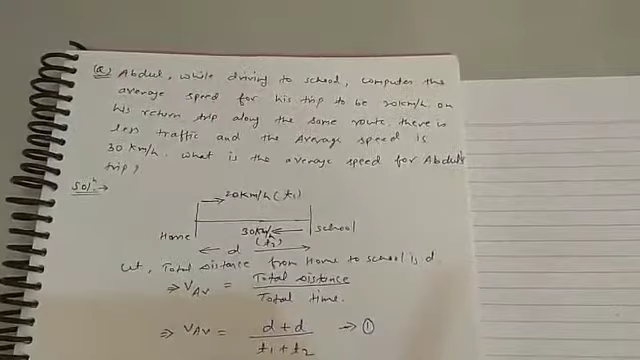 (Q) Abdul, while driving to school, computes the
average speed for his trip to be 20km/h on
his return trip along the same route, there is
less traffic and the Average speed is
30 km/h. what is the average speed for Abdul's
trip?
Solⁿ→
20km/h (t₁)
Home 30km/h school
(t₂)
d
Let, Total distance from Home to school is d
⇒ VAV = Total distance
Total time.
⇒ VAV = d+d → ①
t₁+t₂